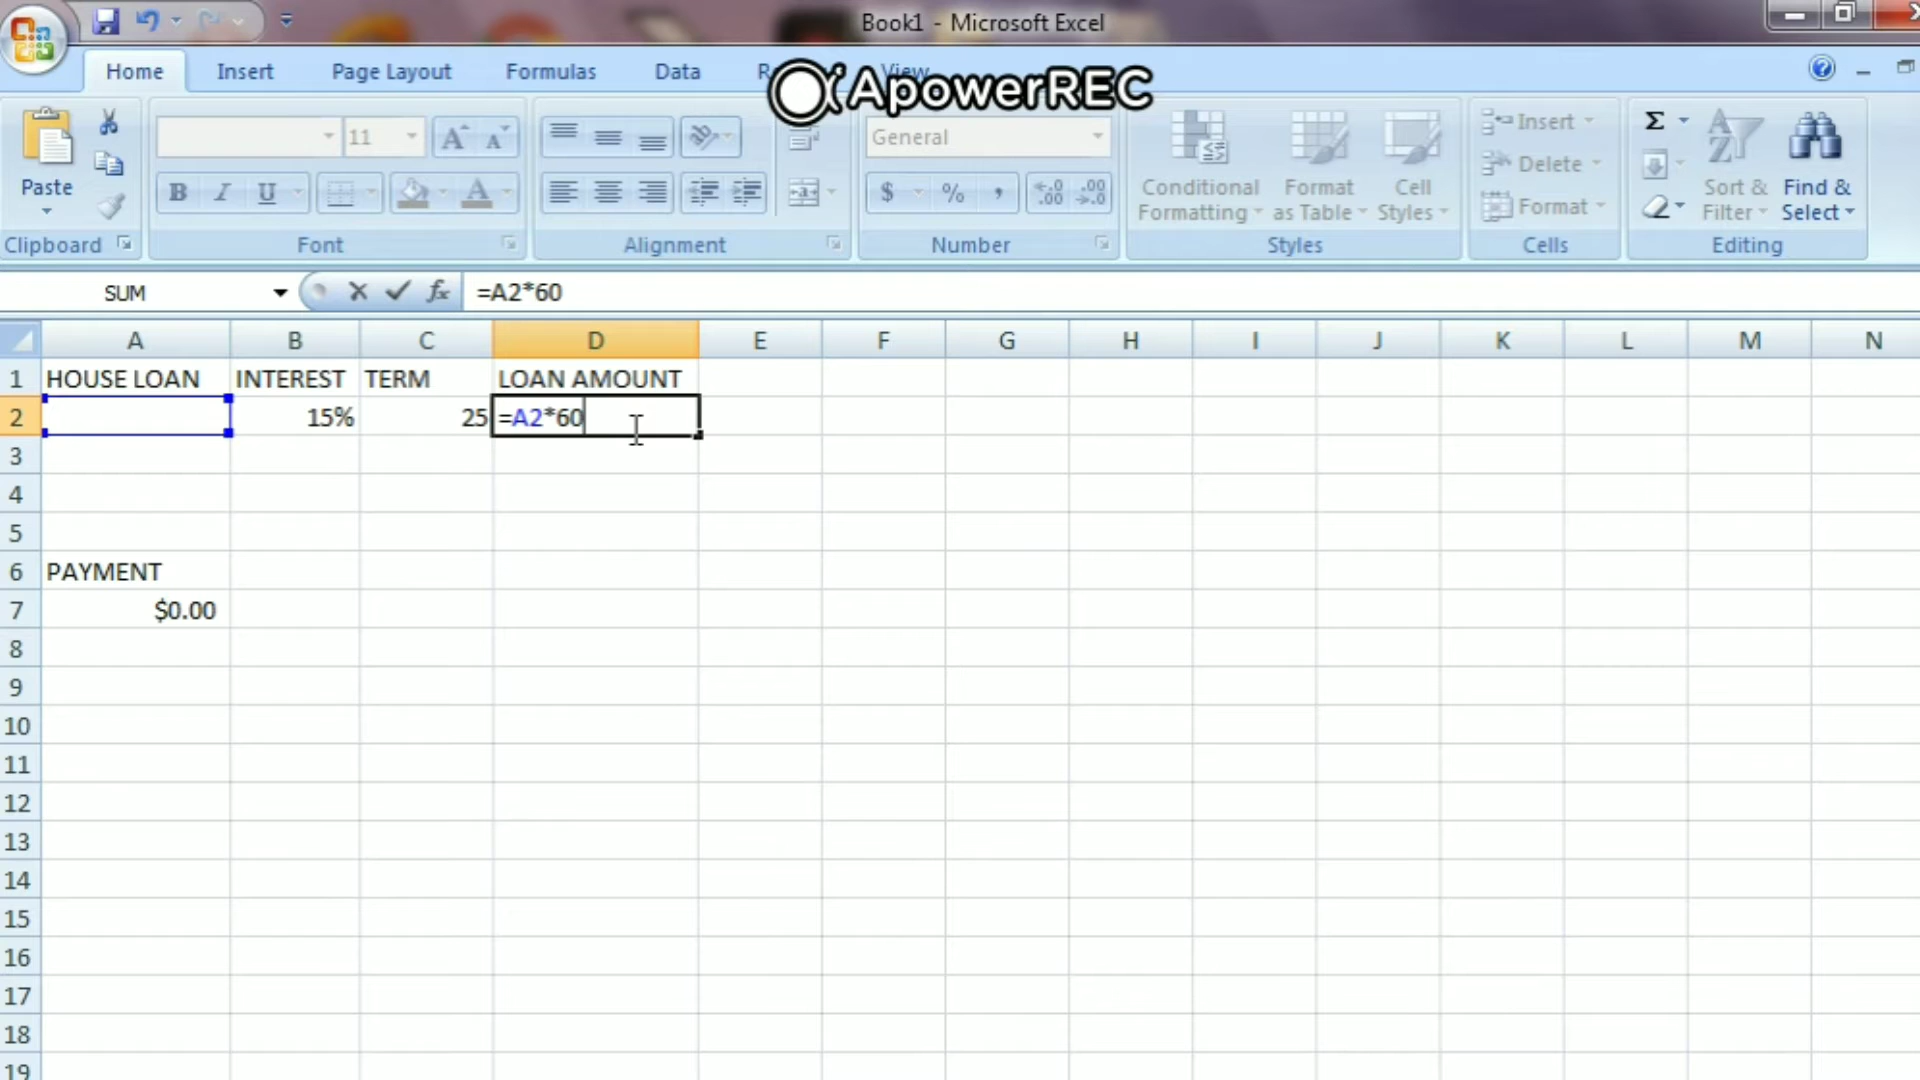 Book1 - Microsoft Excel
Home Insert Page Layout Formulas Data View
ApowerREC
Paste
11
General
B I U
$ % ,
Conditional Formatting
Format as Table
Cell Styles
Insert
Delete
Format
Σ
Sort & Filter
Find & Select
Clipboard Font Alignment Number Styles Cells Editing
SUM fx =A2*60
A B C D E F G H I J K L M N
1 HOUSE LOAN INTEREST TERM LOAN AMOUNT
2 15% 25 =A2*60
3
4
5
6 PAYMENT
7 $0.00
8
9
10
11
12
13
14
15
16
17
18
19